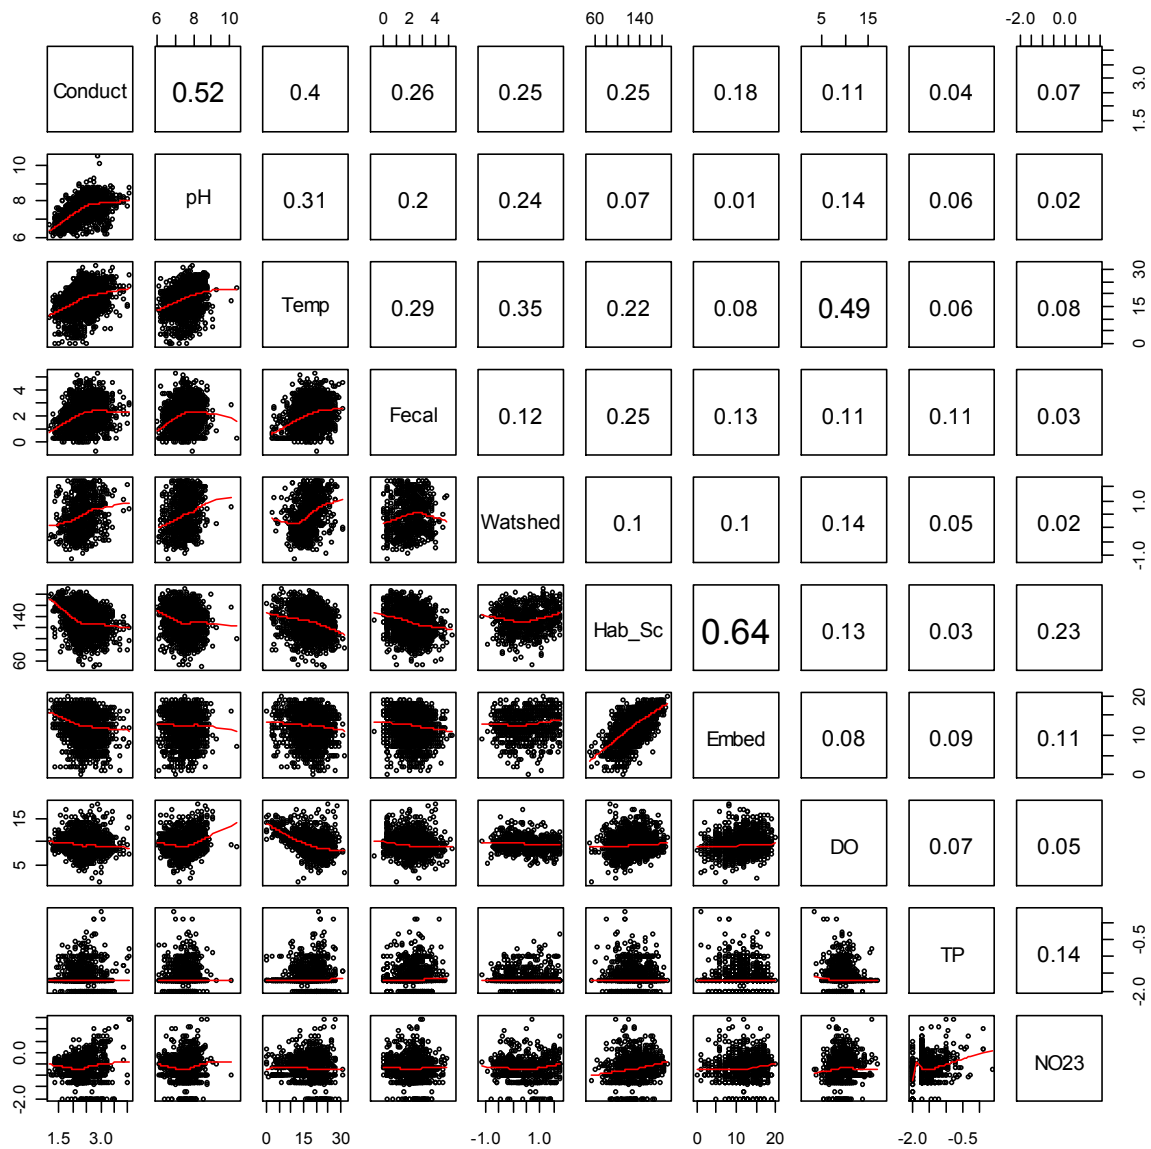 0 2 4 60 140 5 15 -2.0 0.0
6 8 10
Conduct 0.52 0.4 0.26 0.25 0.25 0.18 0.11 0.04 0.07
1.5 3.0
6 8 10
pH 0.31 0.2 0.24 0.07 0.01 0.14 0.06 0.02
Temp 0.29 0.35 0.22 0.08 0.49 0.06 0.08
0 15 30
0 2 4
Fecal 0.12 0.25 0.13 0.11 0.11 0.03
Watshed 0.1 0.1 0.14 0.05 0.02
-1.0 1.0
60 140
Hab_Sc 0.64 0.13 0.03 0.23
Embed 0.08 0.09 0.11
0 10 20
5 15
DO 0.07 0.05
TP 0.14
-2.0 -0.5
-2.0 0.0
NO23
1.5 3.0 0 15 30 -1.0 1.0 0 10 20 -2.0 -0.5